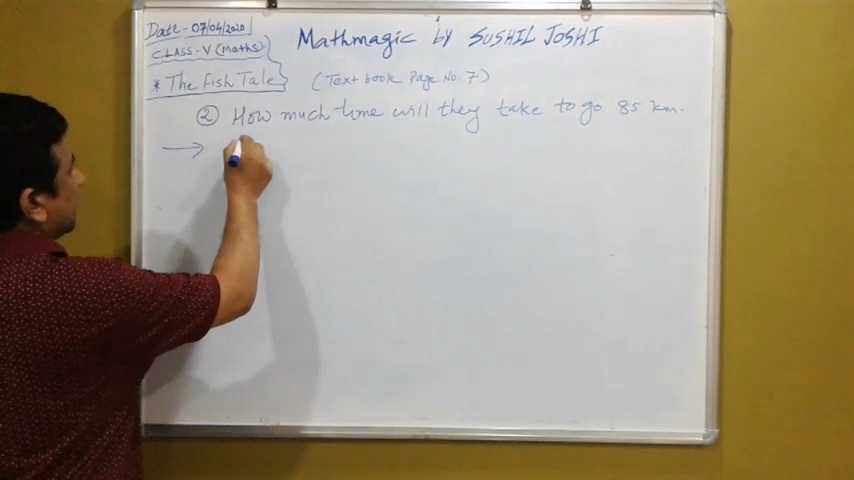 Date - 07/04/2020
CLASS - V (Maths)
* The Fish Tale
Mathmagic by SUSHIL JOSHI
(Text book Page No. 7)
② How much time will they take to go 85 km.
→